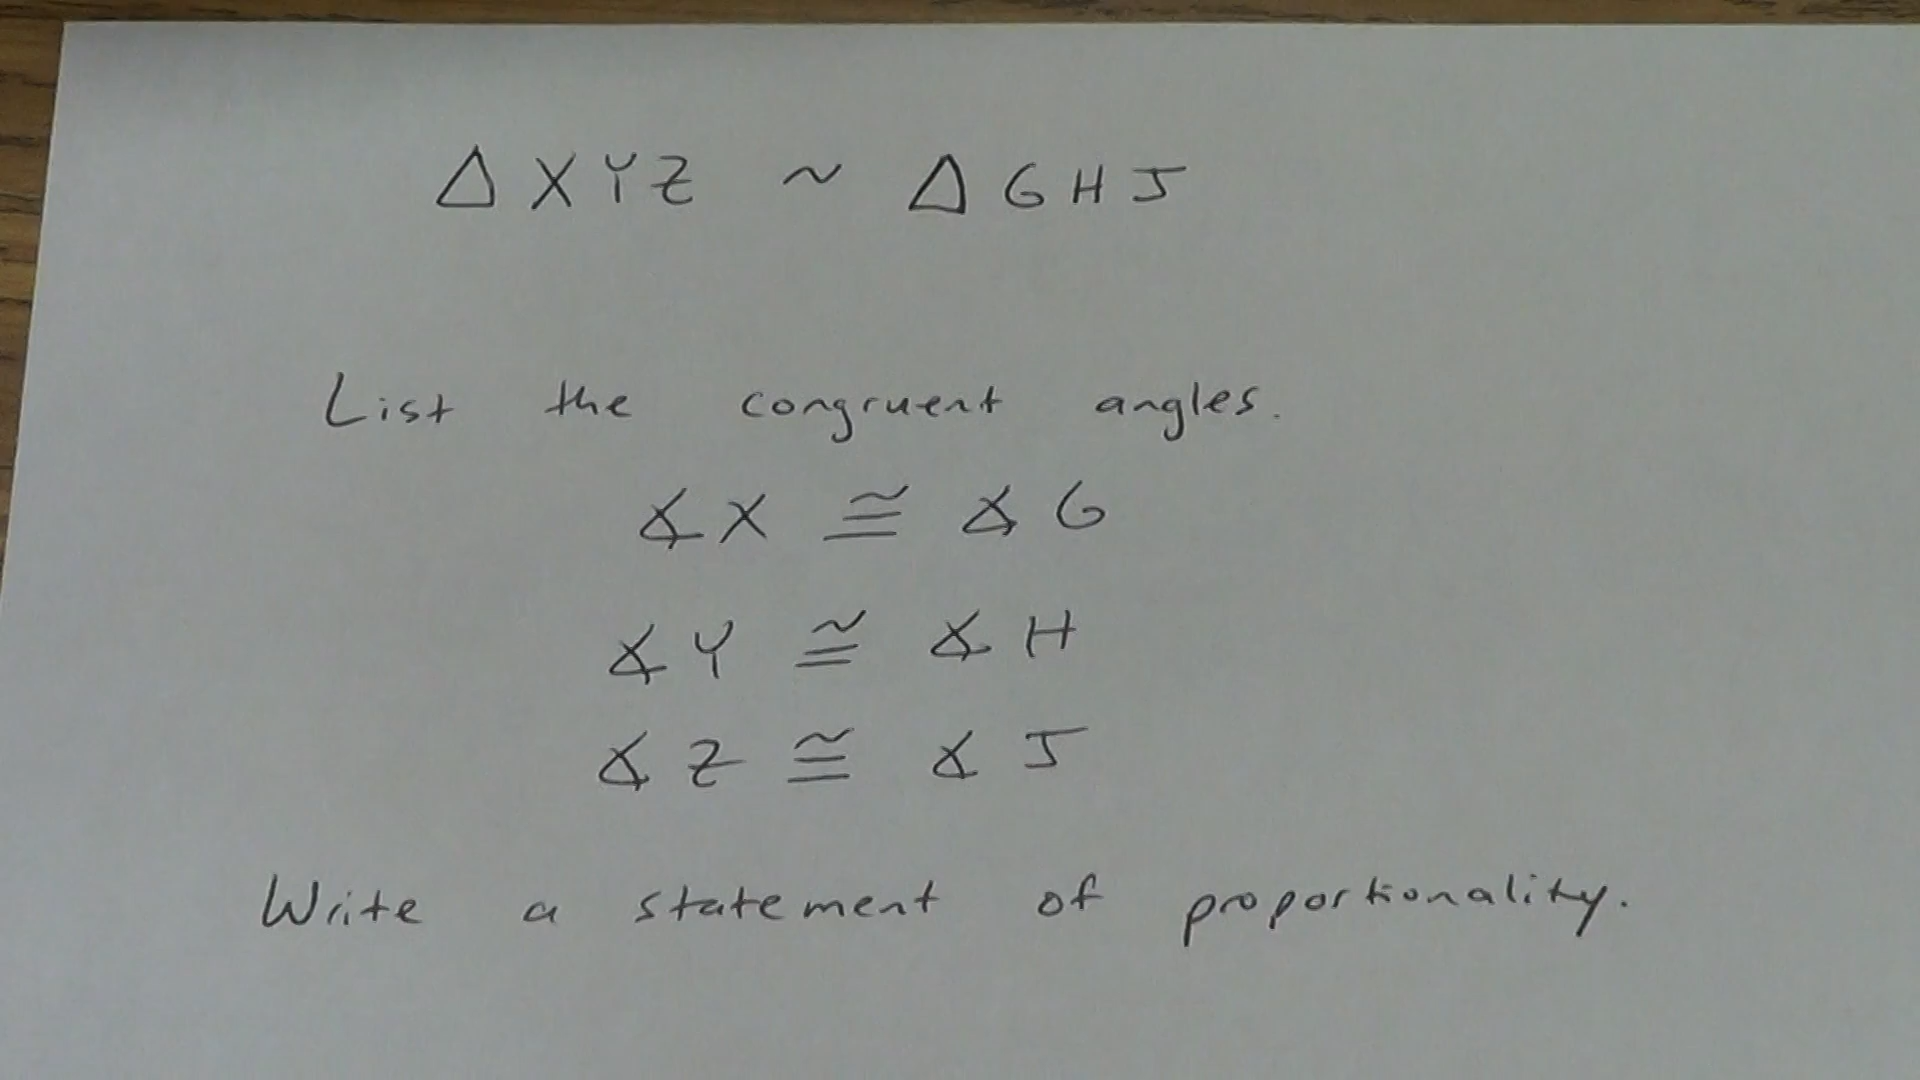 △XYZ ~ △GHJ
List the congruent angles.
∡X ≅ ∡G
∡Y ≅ ∡H
∡Z ≅ ∡J
Write a statement of proportionality.